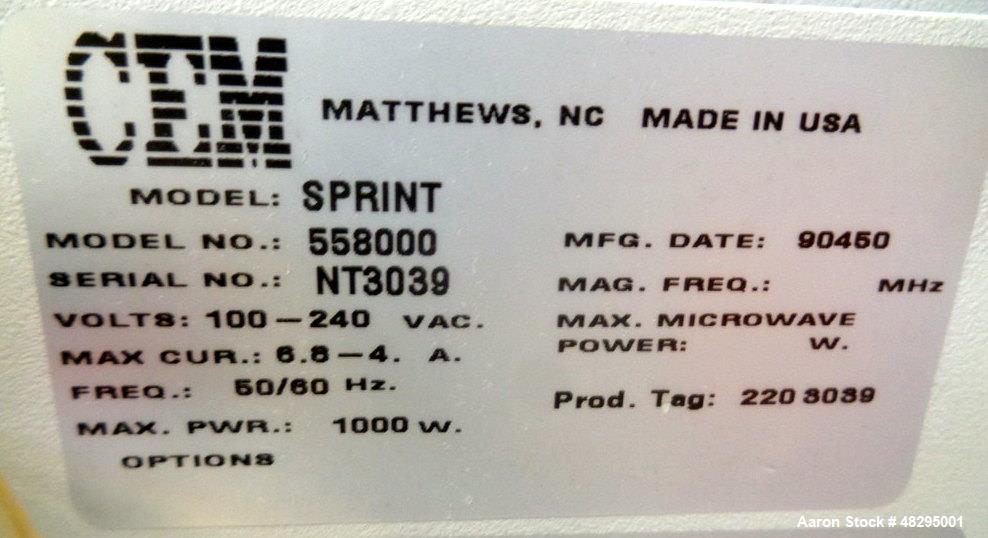 CEM
MATTHEWS, NC MADE IN USA
MODEL: SPRINT
MODEL NO.: 558000
SERIAL NO.: NT3039
VOLTS: 100-240 VAC.
MAX CUR.: 6.8-4. A.
FREQ.: 50/60 Hz.
MAX. PWR.: 1000 W.
OPTIONS
MFG. DATE: 90450
MAG. FREQ.: MHz
MAX. MICROWAVE
POWER: W.
Prod. Tag: 220 3039
Aaron Stock # 48295001